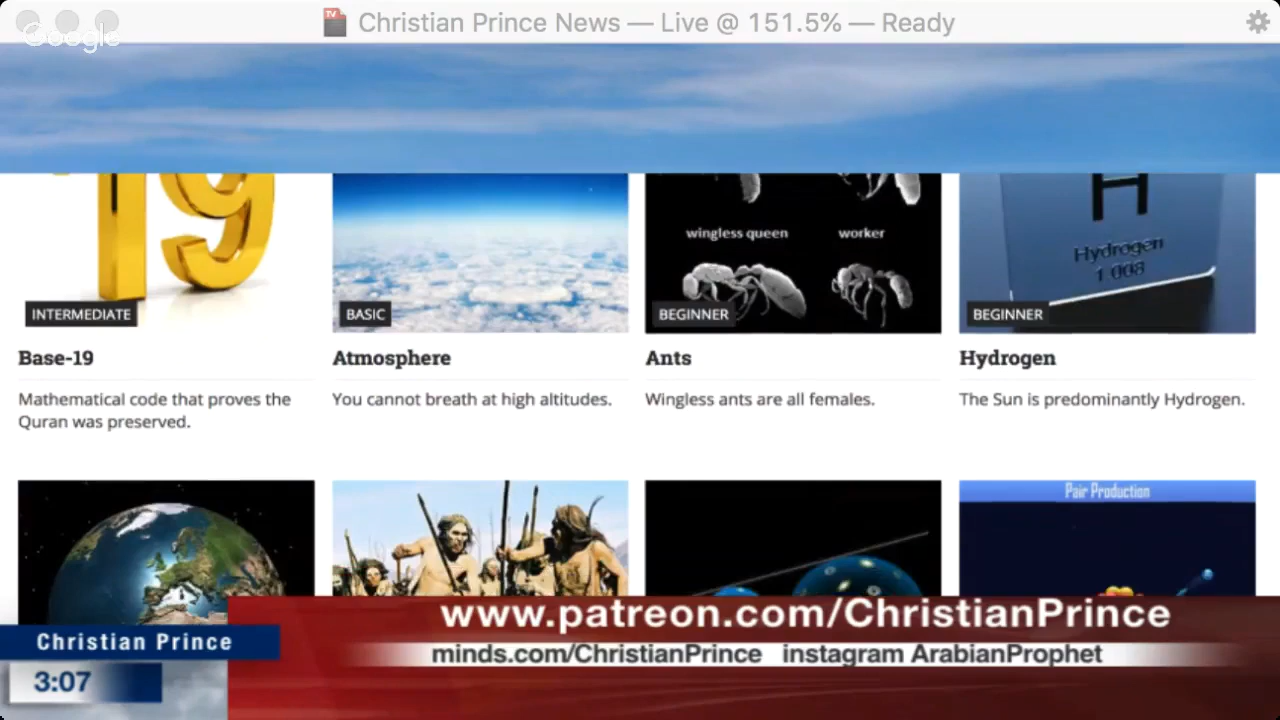 Christian Prince News — Live @ 151.5% — Ready
Google
19
H
wingless queen worker
Hydrogen
1 008
INTERMEDIATE
BASIC
BEGINNER
BEGINNER
Base-19
Atmosphere
Ants
Hydrogen
Mathematical code that proves the
Quran was preserved.
You cannot breath at high altitudes.
Wingless ants are all females.
The Sun is predominantly Hydrogen.
Pair Production
www.patreon.com/ChristianPrince
Christian Prince
minds.com/ChristianPrince instagram ArabianProphet
3:07